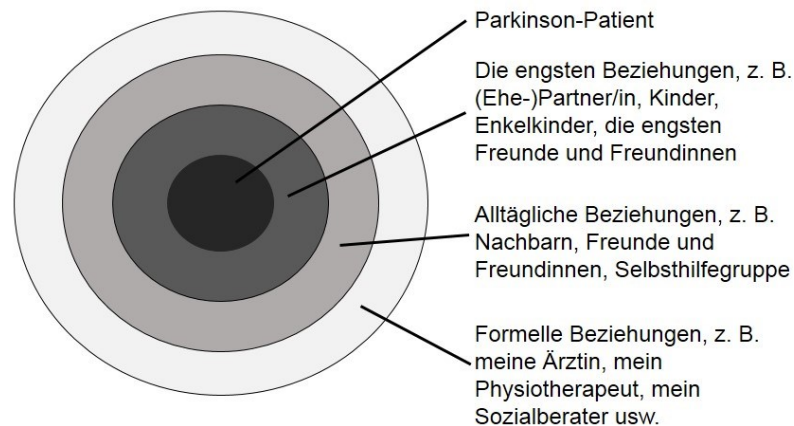 Parkinson-Patient
Die engsten Beziehungen, z. B.
(Ehe-)Partner/in, Kinder,
Enkelkinder, die engsten
Freunde und Freundinnen
Alltägliche Beziehungen, z. B.
Nachbarn, Freunde und
Freundinnen, Selbsthilfegruppe
Formelle Beziehungen, z. B.
meine Ärztin, mein
Physiotherapeut, mein
Sozialberater usw.